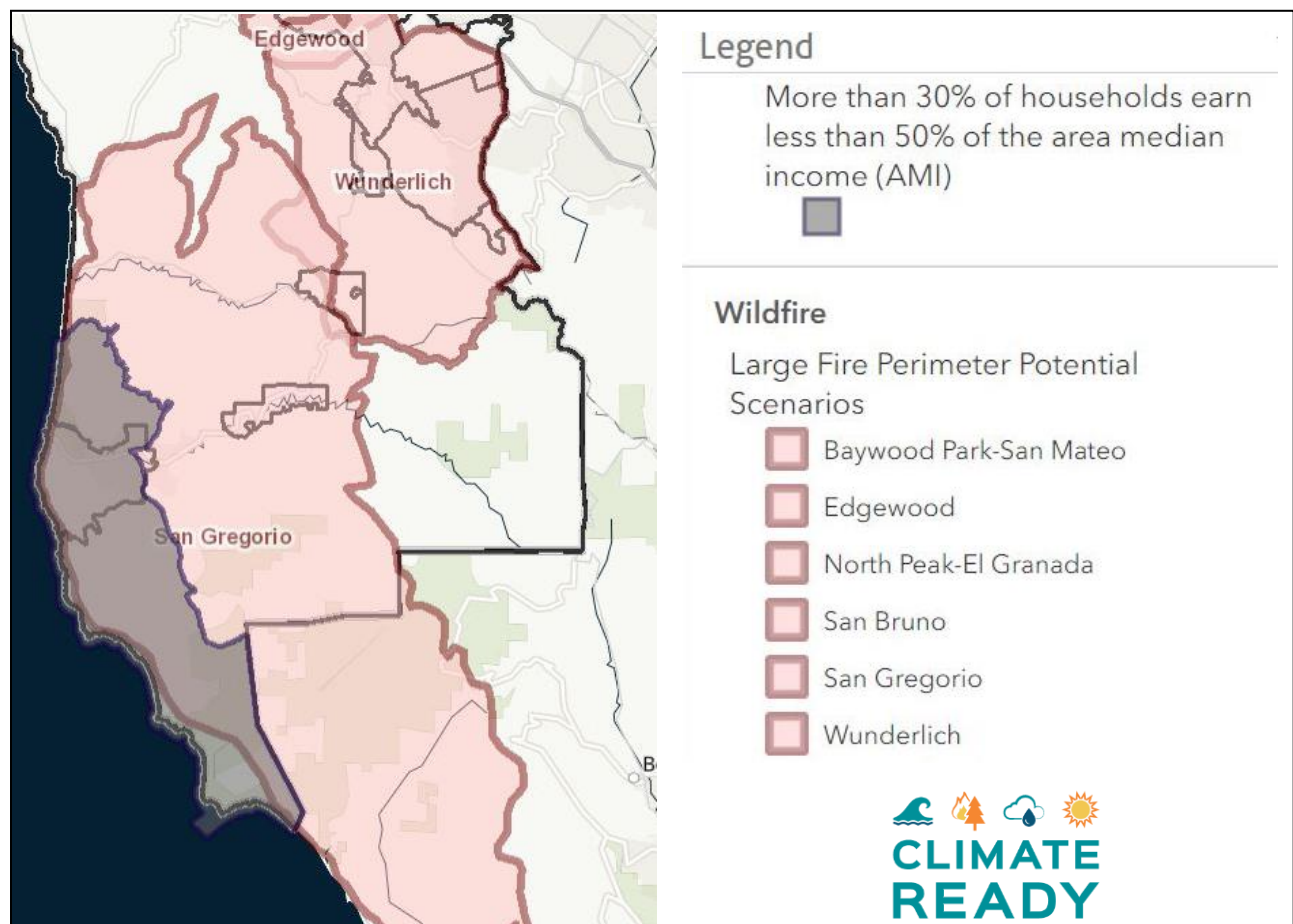 Edgewood
Wunderlich
San Gregorio
Legend
More than 30% of households earn
less than 50% of the area median
income (AMI)
Wildfire
Large Fire Perimeter Potential
Scenarios
Baywood Park-San Mateo
Edgewood
North Peak-El Granada
San Bruno
San Gregorio
Wunderlich
CLIMATE
READY